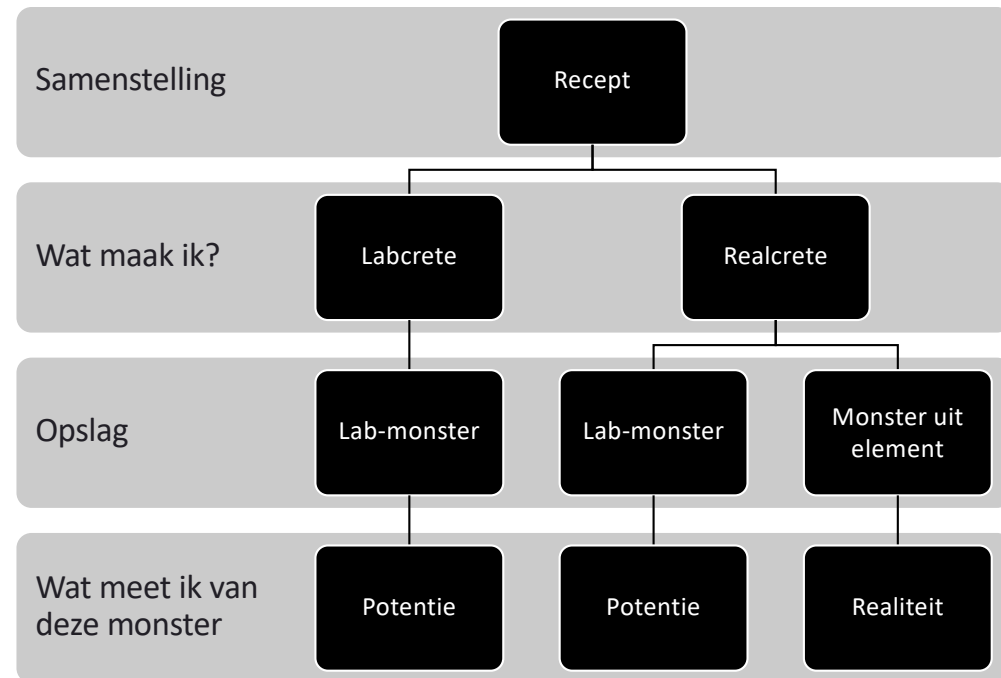 Samenstelling
Recept
Wat maak ik?
Labcrete
Realcrete
Opslag
Lab-monster
Lab-monster
Monster uit
element
Wat meet ik van
deze monster
Potentie
Potentie
Realiteit